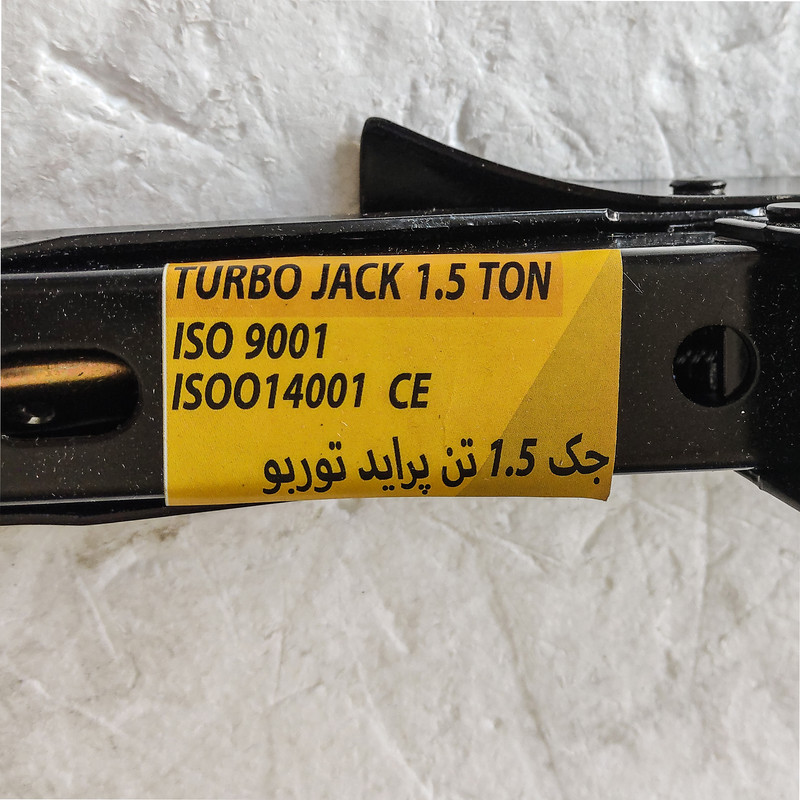 TURBO JACK 1.5 TON
ISO 9001
ISOO14001 CE
جک 1.5 تن پراید توربو